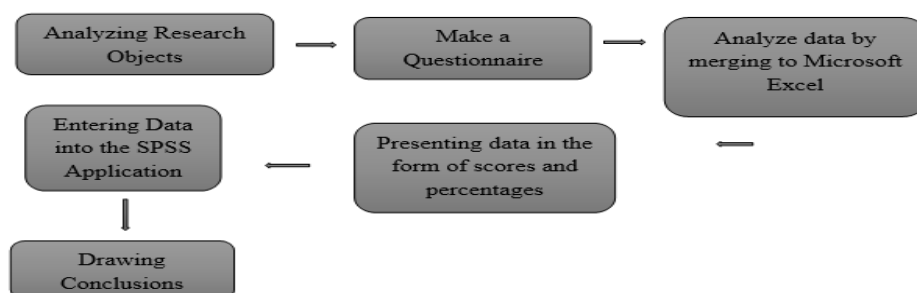 Analyzing Research
Objects
Make a
Questionnaire
Analyze data by
merging to Microsoft
Excel
Presenting data in the
form of scores and
percentages
Entering Data
into the SPSS
Application
Drawing
Conclusions